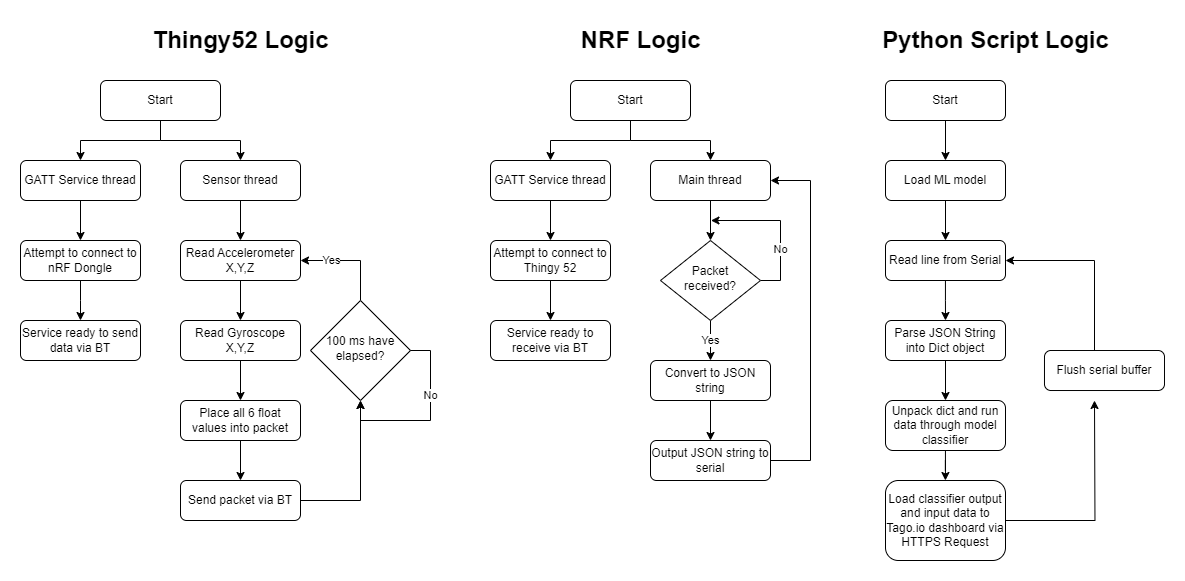 Thingy52 Logic
Start
GATT Service thread
Attempt to connect to
nRF Dongle
Service ready to send
data via BT
Sensor thread
Read Accelerometer
X,Y,Z
Read Gyroscope
X,Y,Z
Place all 6 float
values into packet
Send packet via BT
100 ms have
elapsed?
Yes
No
NRF Logic
Start
GATT Service thread
Attempt to connect to
Thingy 52
Service ready to
receive via BT
Main thread
Packet
received?
No
Yes
Convert to JSON
string
Output JSON string to
serial
Python Script Logic
Start
Load ML model
Read line from Serial
Parse JSON String
into Dict object
Unpack dict and run
data through model
classifier
Load classifier output
and input data to
Tago.io dashboard via
HTTPS Request
Flush serial buffer